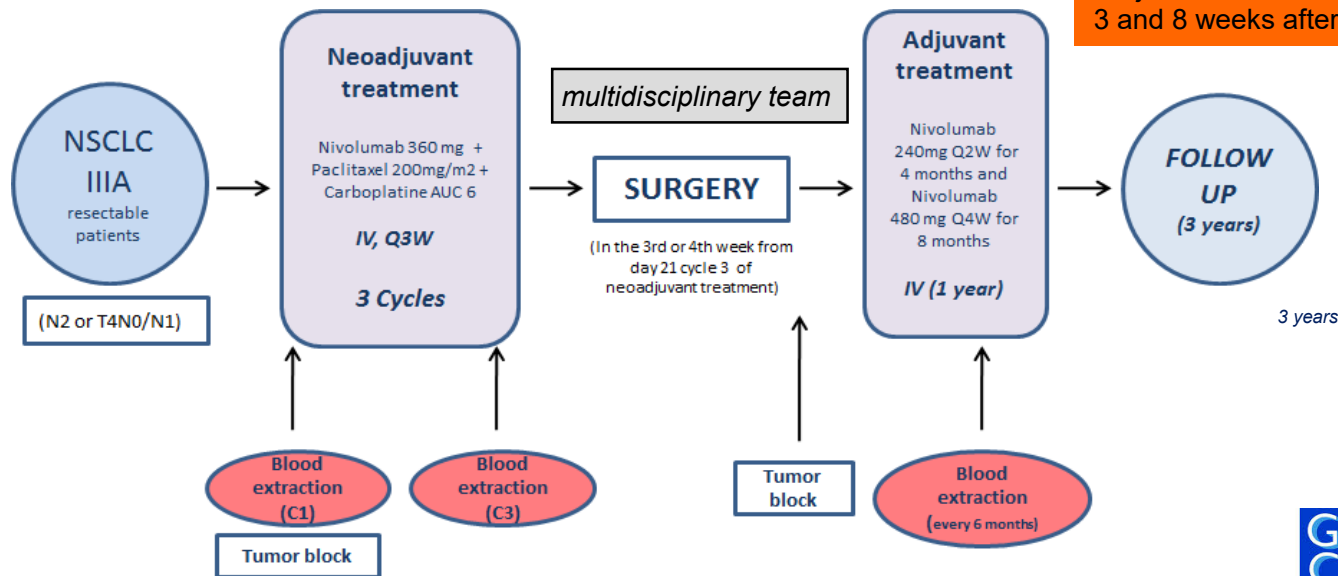 3 and 8 weeks after
NSCLC
IIIA
resectable
patients
(N2 or T4N0/N1)
Neoadjuvant
treatment
Nivolumab 360 mg +
Paclitaxel 200mg/m2 +
Carboplatine AUC 6
IV, Q3W
3 Cycles
multidisciplinary team
SURGERY
(In the 3rd or 4th week from
day 21 cycle 3 of
neoadjuvant treatment)
Adjuvant
treatment
Nivolumab
240mg Q2W for
4 months and
Nivolumab
480 mg Q4W for
8 months
IV (1 year)
FOLLOW
UP
(3 years)
3 years
Blood
extraction
(C1)
Tumor block
Blood
extraction
(C3)
Tumor
block
Blood
extraction
(every 6 months)
G